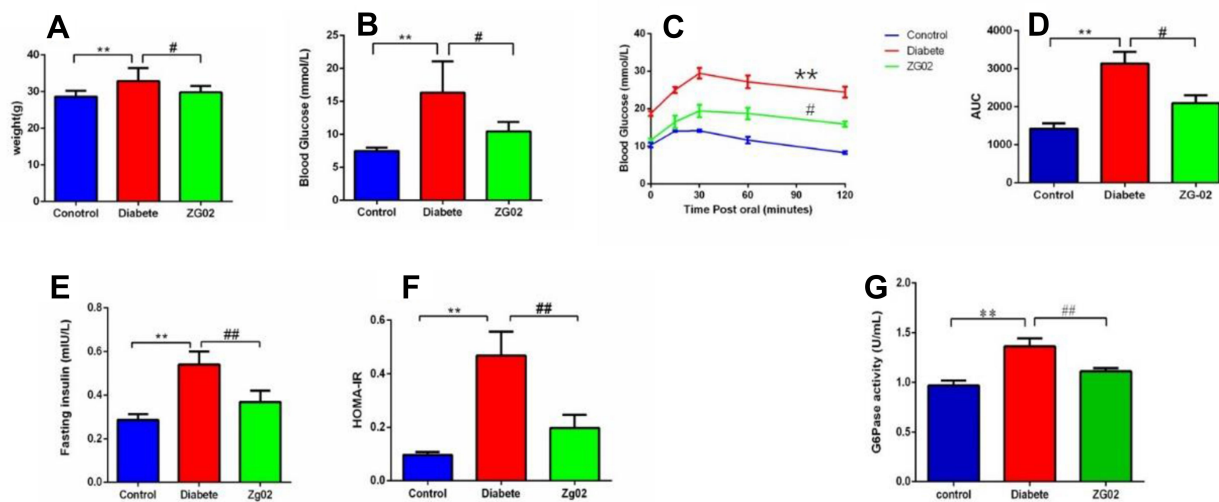 A
weight(g)
40
30
20
10
0
** #
Conotrol Diabete ZG02
B
Blood Glucose (mmol/L)
25
20
15
10
5
0
** #
Control Diabete ZG02
C
Blood Glucose (mmol/L)
40
30
20
10
0
**
#
0 30 60 90 120
Time Post oral (minutes)
Conotrol
Diabete
ZG02
D
AUC
4000
3000
2000
1000
0
** #
Control Diabete ZG-02
E
Fasting insulin (mIU/L)
0.8
0.6
0.4
0.2
0.0
** ##
Control Diabete Zg02
F
HOMA-IR
0.6
0.4
0.2
0.0
** ##
Control Diabete Zg02
G
G6Pase activity (U/mL)
2.0
1.5
1.0
0.5
0.0
** ##
Control Diabete ZG02